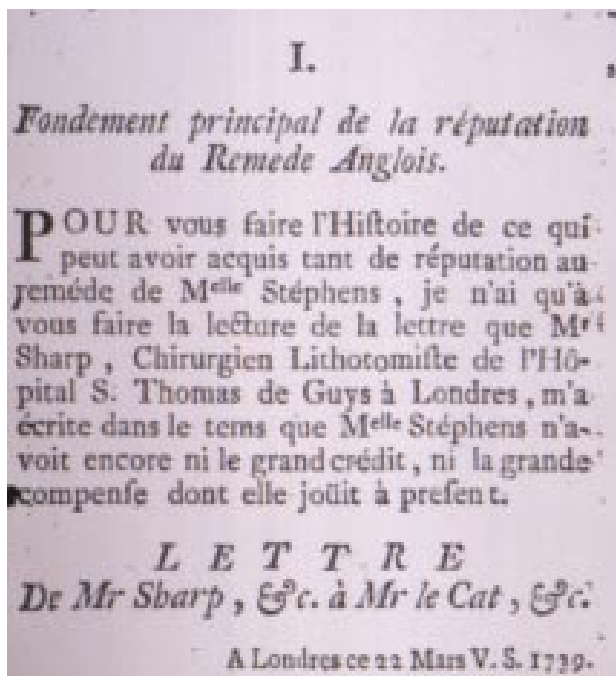 I.
Fondement principal de la réputation
du Remede Anglois.
POUR vous faire l'Hiſtoire de ce qui
peut avoir acquis tant de réputation au
reméde de Melle Stéphens, je n'ai qu'à
vous faire la lecture de la lettre que Mr
Sharp, Chirurgien Lithotomiſte de l'Hô-
pital S. Thomas de Guys à Londres, m'a
écrite dans le tems que Melle Stéphens n'a-
voit encore ni le grand crédit, ni la grande
compenſe dont elle joüit à preſent.
LETTRE
De Mr Sharp, &c. à Mr le Cat, &c.
A Londres ce 22 Mars V. S. 1739.